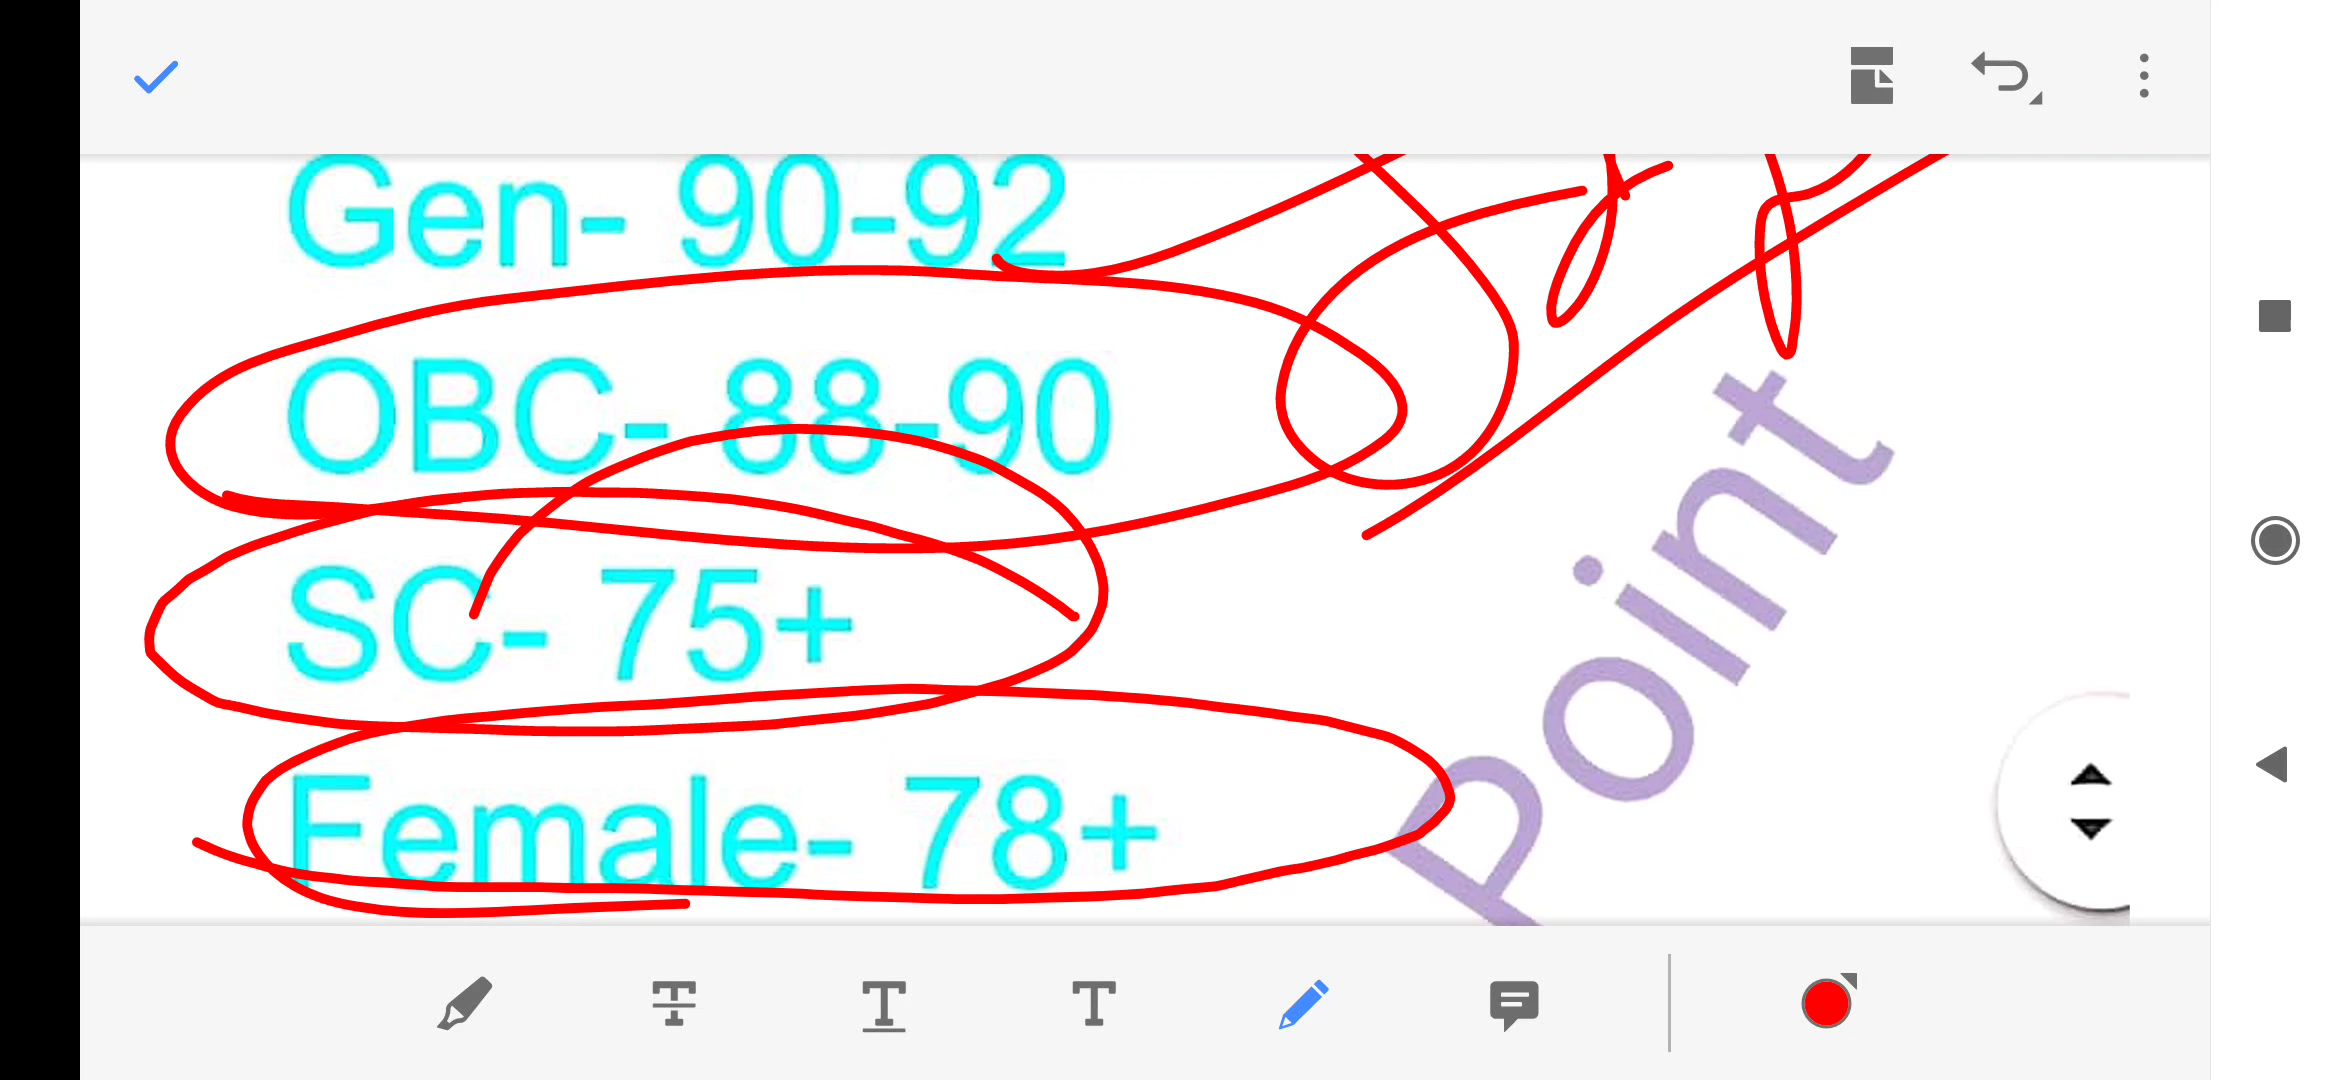 Gen- 90-92
OBC- 88-90
SC- 75+
Female- 78+
Point